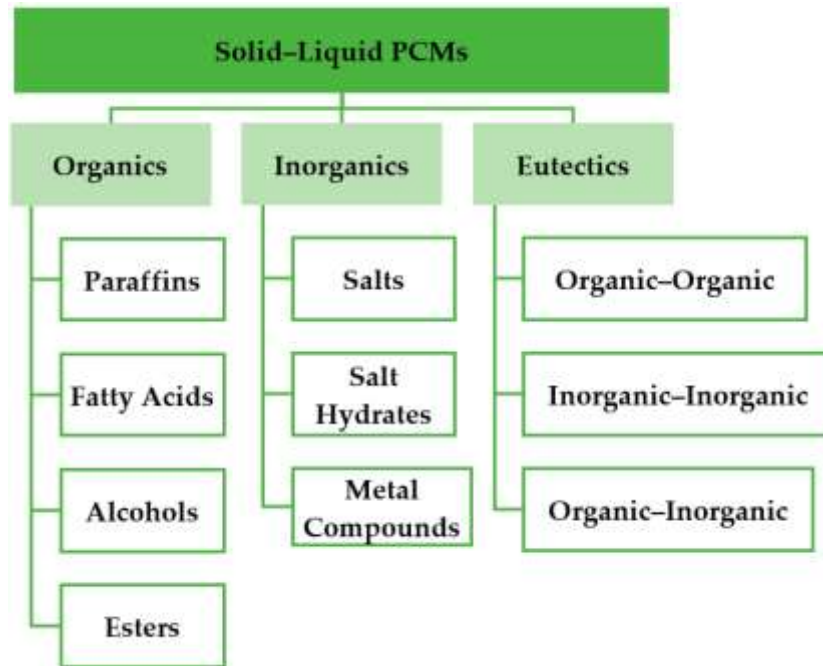 Solid–Liquid PCMs
Organics
Inorganics
Eutectics
Paraffins
Fatty Acids
Alcohols
Esters
Salts
Salt
Hydrates
Metal
Compounds
Organic–Organic
Inorganic–Inorganic
Organic–Inorganic